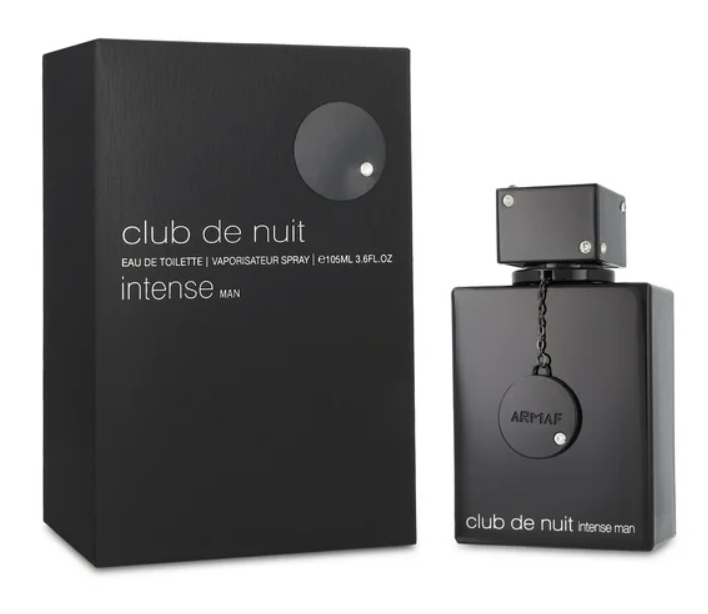 club de nuit
EAU DE TOILETTE | VAPORISATEUR SPRAY | ℮105ML 3.6FL.OZ
intense MAN
ARMAF
club de nuit intense man